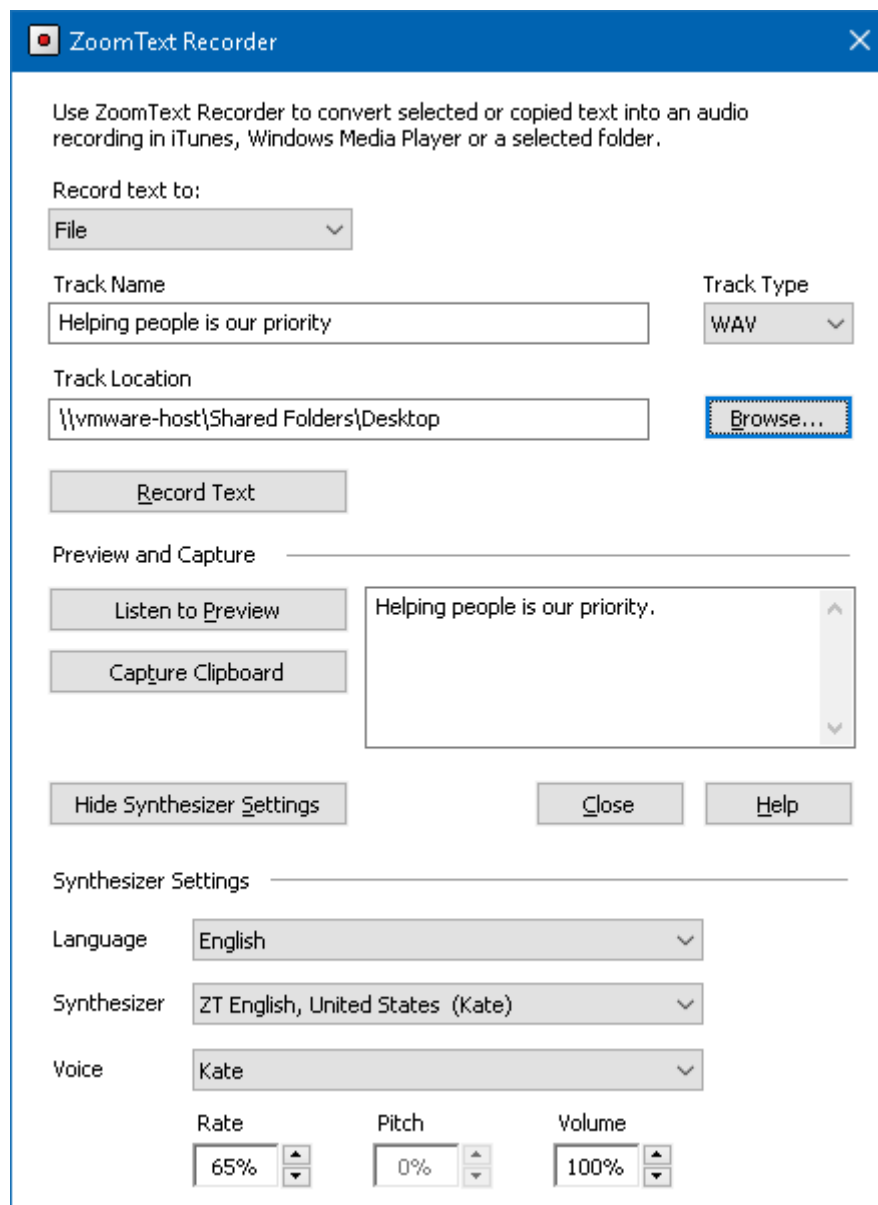 ZoomText Recorder
Use ZoomText Recorder to convert selected or copied text into an audio
recording in iTunes, Windows Media Player or a selected folder.
Record text to:
File
Track Name
Track Type
Helping people is our priority
WAV
Track Location
\\vmware-host\Shared Folders\Desktop
Browse...
Record Text
Preview and Capture
Listen to Preview
Helping people is our priority.
Capture Clipboard
Hide Synthesizer Settings
Close
Help
Synthesizer Settings
Language
English
Synthesizer
ZT English, United States (Kate)
Voice
Kate
Rate
Pitch
Volume
65%
0%
100%